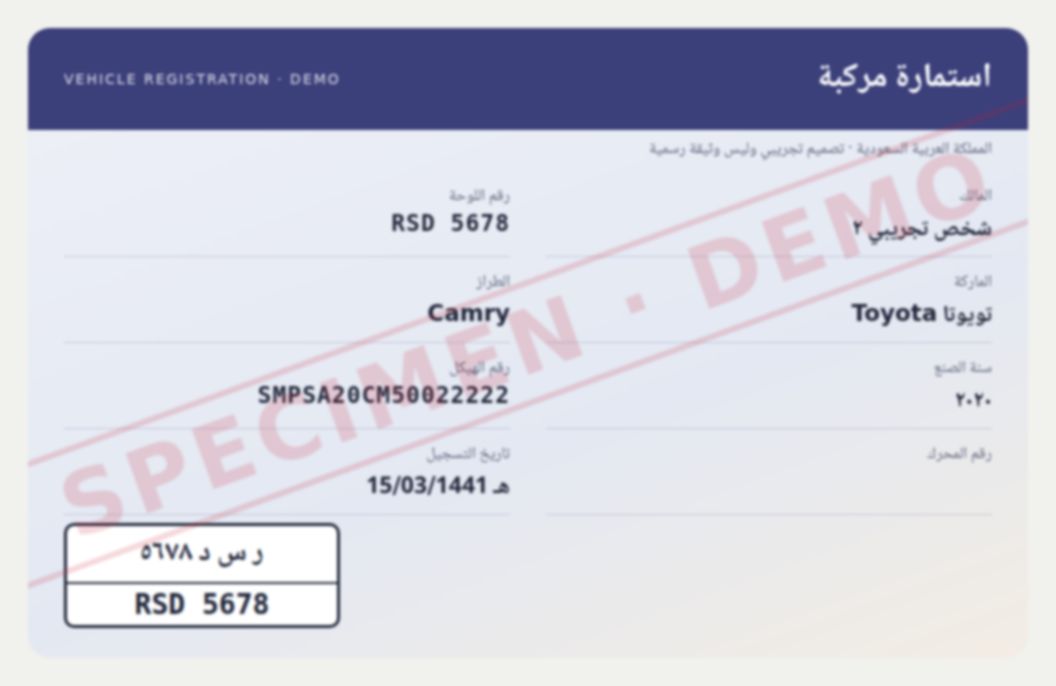 استمارة مركبة
VEHICLE REGISTRATION · DEMO
المملكة العربية السعودية · تصميم تجريبي وليس وثيقة رسمية
المالك
شخص تجريبي ٢
رقم اللوحة
RSD 5678
الماركة
تويوتا Toyota
الطراز
Camry
سنة الصنع
٢٠٢٠
رقم الهيكل
SMPSA20CM50022222
رقم المحرك
تاريخ التسجيل
15/03/1441 هـ
ر س د ٥٦٧٨
RSD 5678
SPECIMEN · DEMO